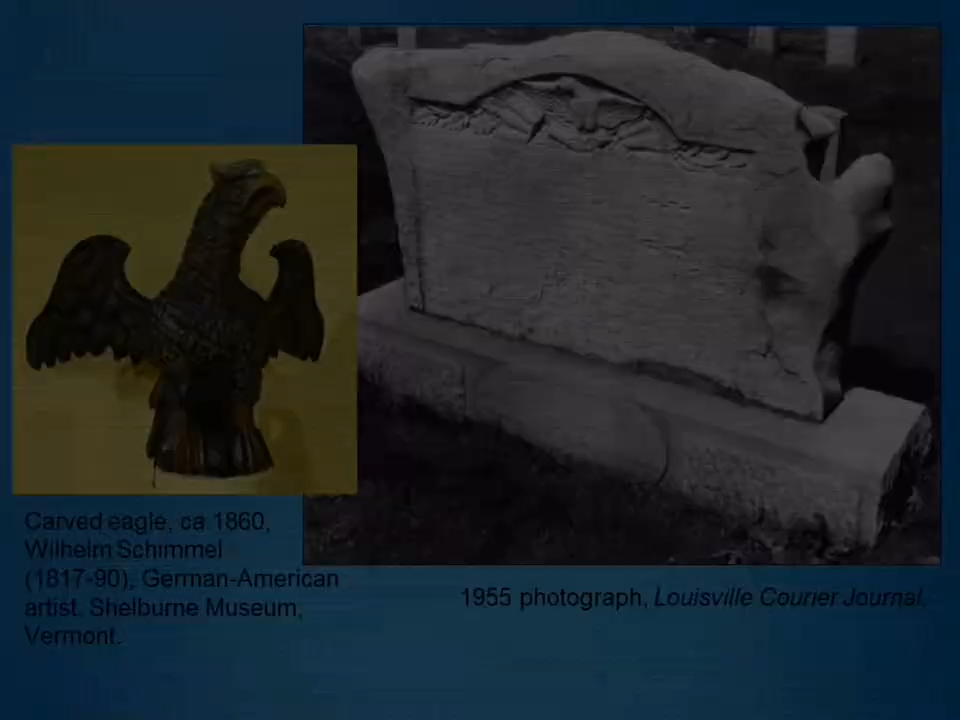 Carved eagle, ca 1860,
Wilhelm Schimmel
(1817-90), German-American
artist. Shelburne Museum,
Vermont.
1955 photograph, Louisville Courier Journal.